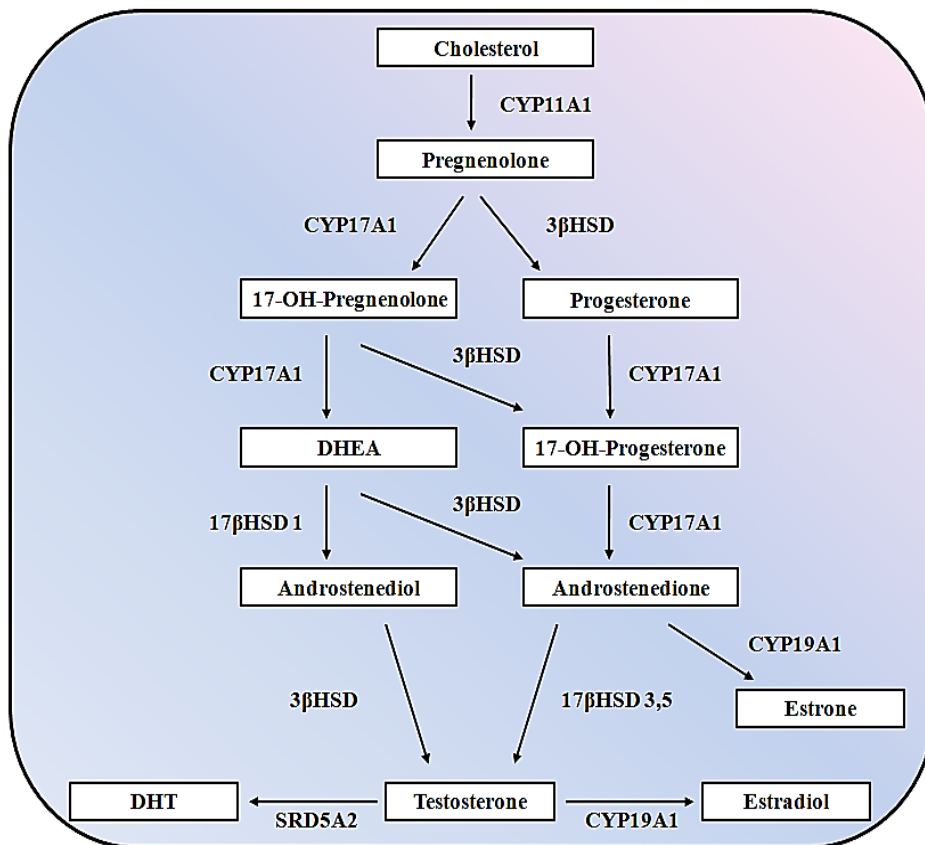 Cholesterol
CYP11A1
Pregnenolone
CYP17A1
3βHSD
17-OH-Pregnenolone
Progesterone
3βHSD
CYP17A1
CYP17A1
DHEA
17-OH-Progesterone
3βHSD
17βHSD 1
CYP17A1
Androstenediol
Androstenedione
CYP19A1
3βHSD
17βHSD 3,5
Estrone
DHT
Testosterone
Estradiol
SRD5A2
CYP19A1